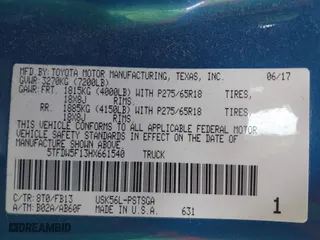 MFD. BY: TOYOTA MOTOR MANUFACTURING, TEXAS, INC. 06/17
GVWR: 3270KG (7200LB)
GAWR: FRT. 1815KG (4000LB) WITH P275/65R18 TIRES,
18X8J RIMS.
RR. 1885KG (4150LB) WITH P275/65R18 TIRES,
18X8J RIMS.
THIS VEHICLE CONFORMS TO ALL APPLICABLE FEDERAL MOTOR
VEHICLE SAFETY STANDARDS IN EFFECT ON THE DATE OF
MANUFACTURE SHOWN ABOVE.
5TFDW5F13HX661540 TRUCK
C/TR: 8T0/FB13 USK56L-PSTSGA
A/TM: B02A/AB60F MADE IN U.S.A. 631 1
DREAMBID